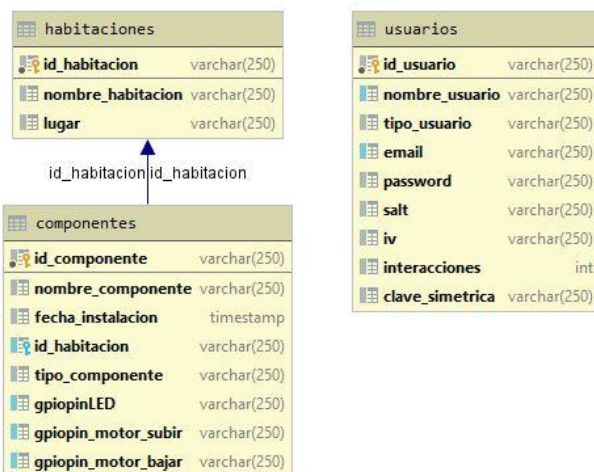 habitaciones
id_habitacion varchar(250)
nombre_habitacion varchar(250)
lugar varchar(250)
id_habitacion id_habitacion
componentes
id_componente varchar(250)
nombre_componente varchar(250)
fecha_instalacion timestamp
id_habitacion varchar(250)
tipo_componente varchar(250)
gpiopinLED varchar(250)
gpiopin_motor_subir varchar(250)
gpiopin_motor_bajar varchar(250)
usuarios
id_usuario varchar(250)
nombre_usuario varchar(250)
tipo_usuario varchar(250)
email varchar(250)
password varchar(250)
salt varchar(250)
iv varchar(250)
interacciones int
clave_simetrica varchar(250)